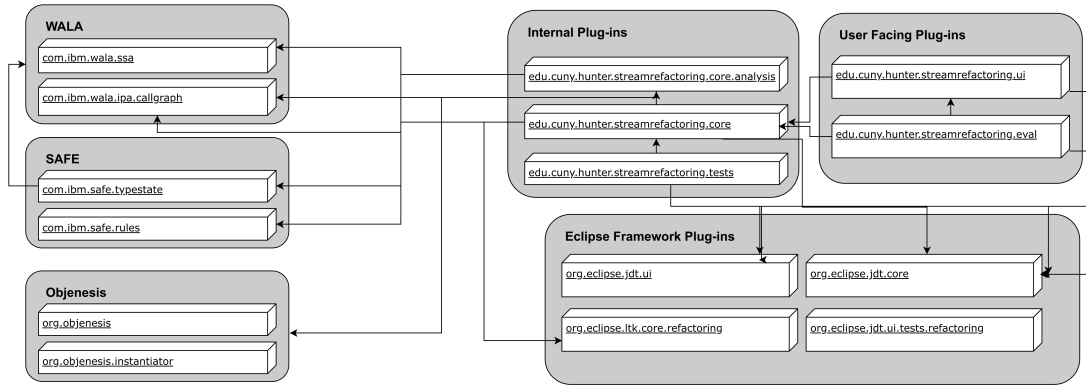 WALA
com.ibm.wala.ssa
com.ibm.wala.ipa.callgraph
SAFE
com.ibm.safe.typestate
com.ibm.safe.rules
Objenesis
org.objenesis
org.objenesis.instantiator
Internal Plug-ins
edu.cuny.hunter.streamrefactoring.core.analysis
edu.cuny.hunter.streamrefactoring.core
edu.cuny.hunter.streamrefactoring.tests
User Facing Plug-ins
edu.cuny.hunter.streamrefactoring.ui
edu.cuny.hunter.streamrefactoring.eval
Eclipse Framework Plug-ins
org.eclipse.jdt.ui
org.eclipse.jdt.core
org.eclipse.ltk.core.refactoring
org.eclipse.jdt.ui.tests.refactoring